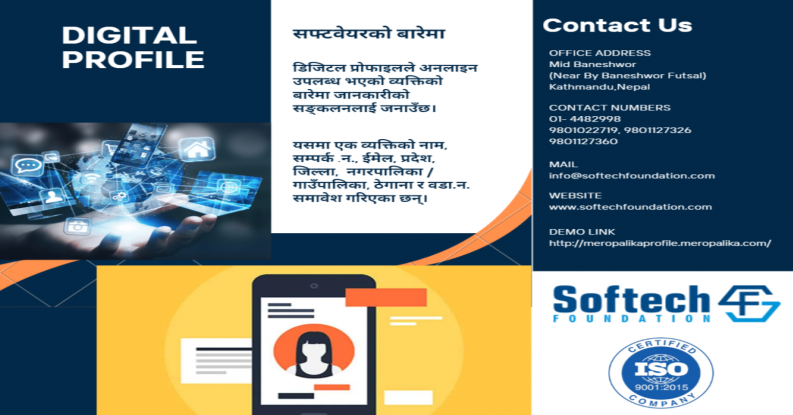 DIGITAL
PROFILE
सफ्टवेयरको बारेमा
डिजिटल प्रोफाइलले अनलाइन
उपलब्ध भएको व्यक्तिको
बारेमा जानकारीको
सङ्कलनलाई जनाउँछ।
यसमा एक व्यक्तिको नाम,
सम्पर्क .न., ईमेल, प्रदेश,
जिल्ला, नगरपालिका /
गाउँपालिका, ठेगाना र वडा.न.
समावेश गरिएका छन्।
Contact Us
OFFICE ADDRESS
Mid Baneshwor
(Near By Baneshwor Futsal)
Kathmandu,Nepal
CONTACT NUMBERS
01- 4482998
9801022719, 9801127326
9801127360
MAIL
info@softechfoundation.com
WEBSITE
www.softechfoundation.com
DEMO LINK
http://meropalikaprofile.meropalika.com/
Softech
FOUNDATION
CERTIFIED
ISO
9001:2015
COMPANY